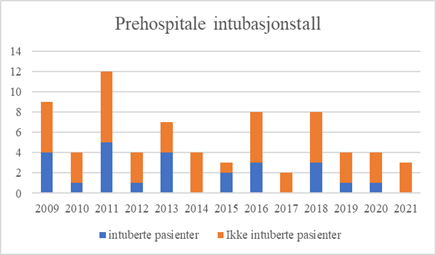 Prehospitale intubasjonstall
14
12
10
8
6
4
2
0
2009 2010 2011 2012 2013 2014 2015 2016 2017 2018 2019 2020 2021
intuberte pasienter Ikke intuberte pasienter